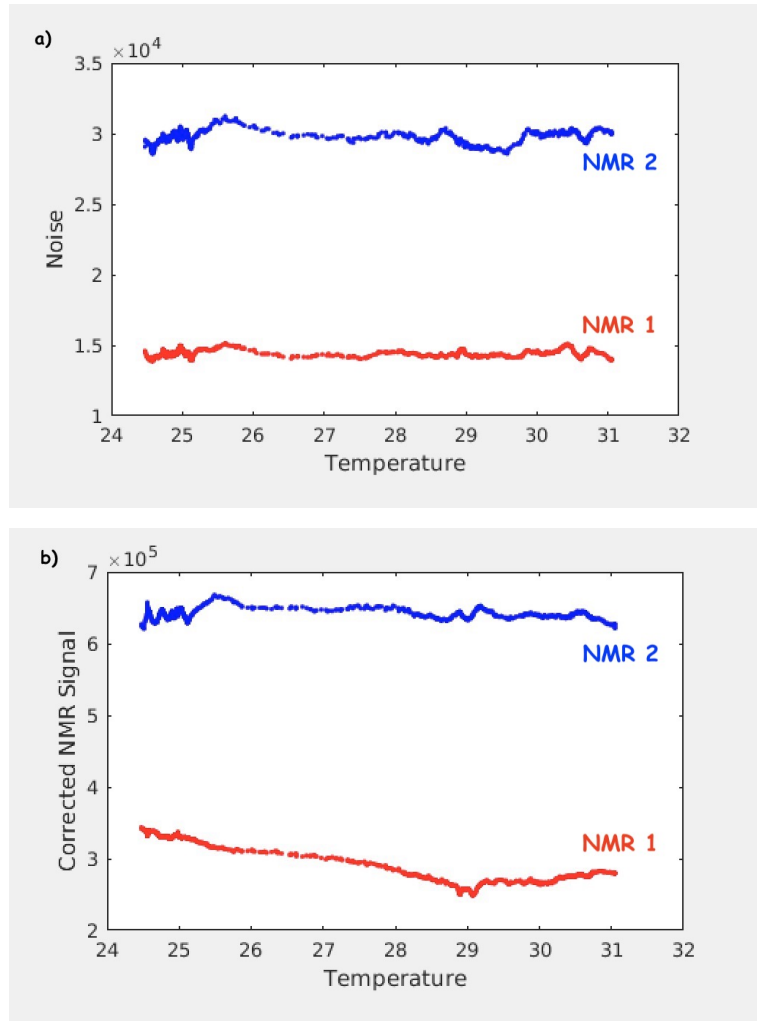 a)
×10⁴
3.5
3
2.5
2
1.5
1
Noise
NMR 2
NMR 1
24 25 26 27 28 29 30 31 32
Temperature
b)
×10⁵
7
6
5
4
3
2
Corrected NMR Signal
NMR 2
NMR 1
24 25 26 27 28 29 30 31 32
Temperature